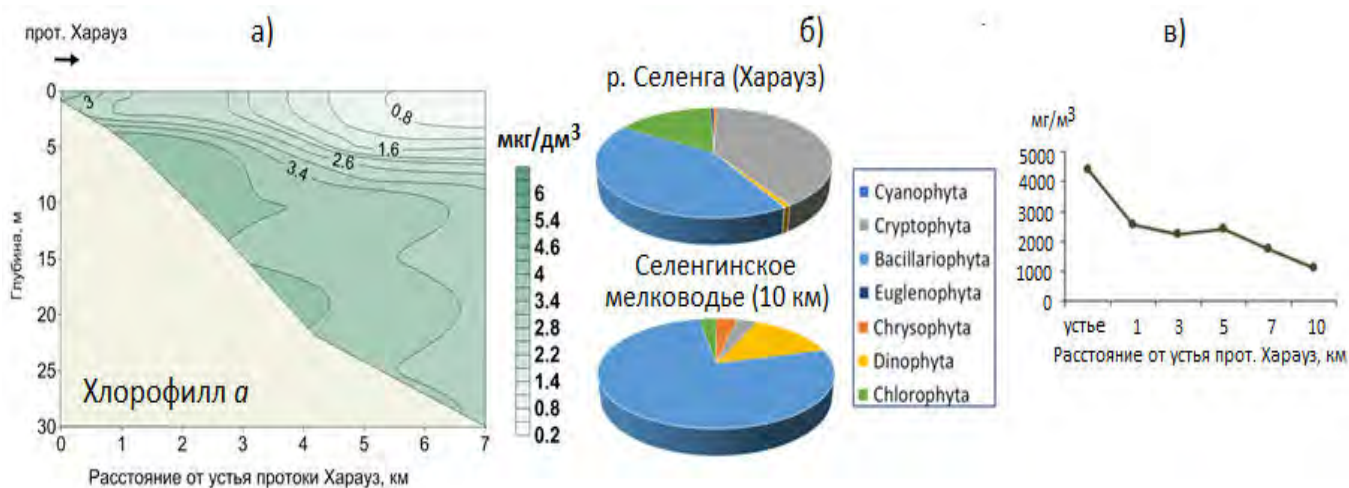 а)
прот. Харауз
0
5
10
15
20
25
30
Глубина, м
3
0.8
1.6
2.6
3.4
Хлорофилл а
0 1 2 3 4 5 6 7
Расстояние от устья протоки Харауз, км
мкг/дм³
6
5.4
4.6
4
3.4
2.8
2.2
1.4
0.8
0.2
б)
р. Селенга (Харауз)
Селенгинское
мелководье (10 км)
Cyanophyta
Cryptophyta
Bacillariophyta
Euglenophyta
Chrysophyta
Dinophyta
Chlorophyta
в)
мг/м³
5000
4000
3000
2000
1000
0
устье 1 3 5 7 10
Расстояние от устья прот. Харауз, км